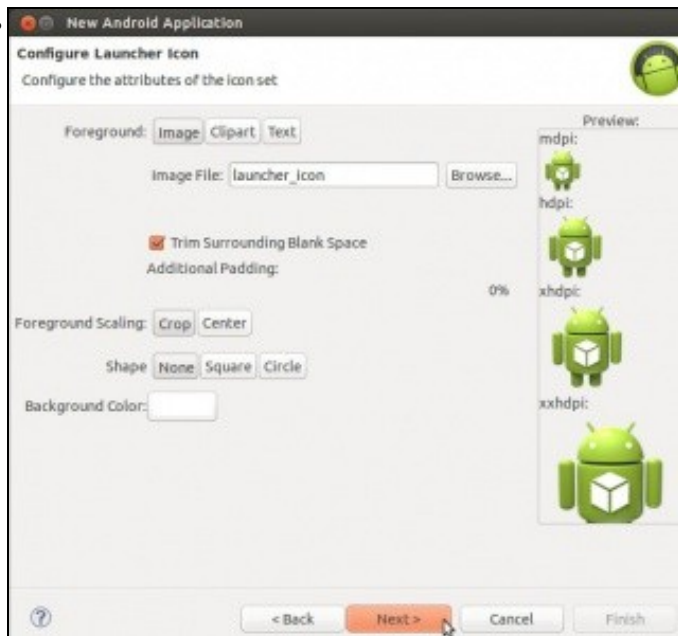 New Android Application
Configure Launcher Icon
Configure the attributes of the icon set
Foreground: Image Clipart Text
Preview:
mdpi:
Image File: launcher_icon Browse...
hdpi:
Trim Surrounding Blank Space
Additional Padding:
0%
xhdpi:
Foreground Scaling: Crop Center
Shape None Square Circle
Background Color:
xxhdpi:
? < Back Next > Cancel Finish